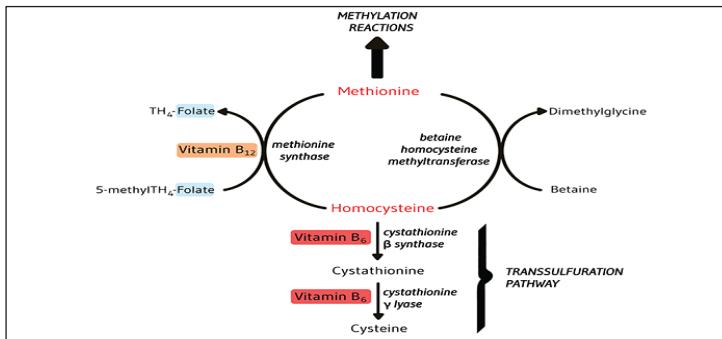 METHYLATION
REACTIONS
Methionine
TH4-Folate
Dimethylglycine
Vitamin B12
methionine
synthase
betaine
homocysteine
methyltransferase
5-methylTH4-Folate
Betaine
Homocysteine
Vitamin B6
cystathionine
β synthase
Cystathionine
TRANSSULFURATION
PATHWAY
Vitamin B6
cystathionine
γ lyase
Cysteine